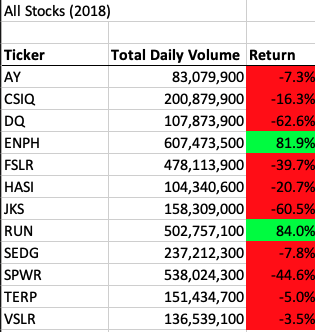 All Stocks (2018)
Ticker Total Daily Volume Return
AY 83,079,900 -7.3%
CSIQ 200,879,900 -16.3%
DQ 107,873,900 -62.6%
ENPH 607,473,500 81.9%
FSLR 478,113,900 -39.7%
HASI 104,340,600 -20.7%
JKS 158,309,000 -60.5%
RUN 502,757,100 84.0%
SEDG 237,212,300 -7.8%
SPWR 538,024,300 -44.6%
TERP 151,434,700 -5.0%
VSLR 136,539,100 -3.5%